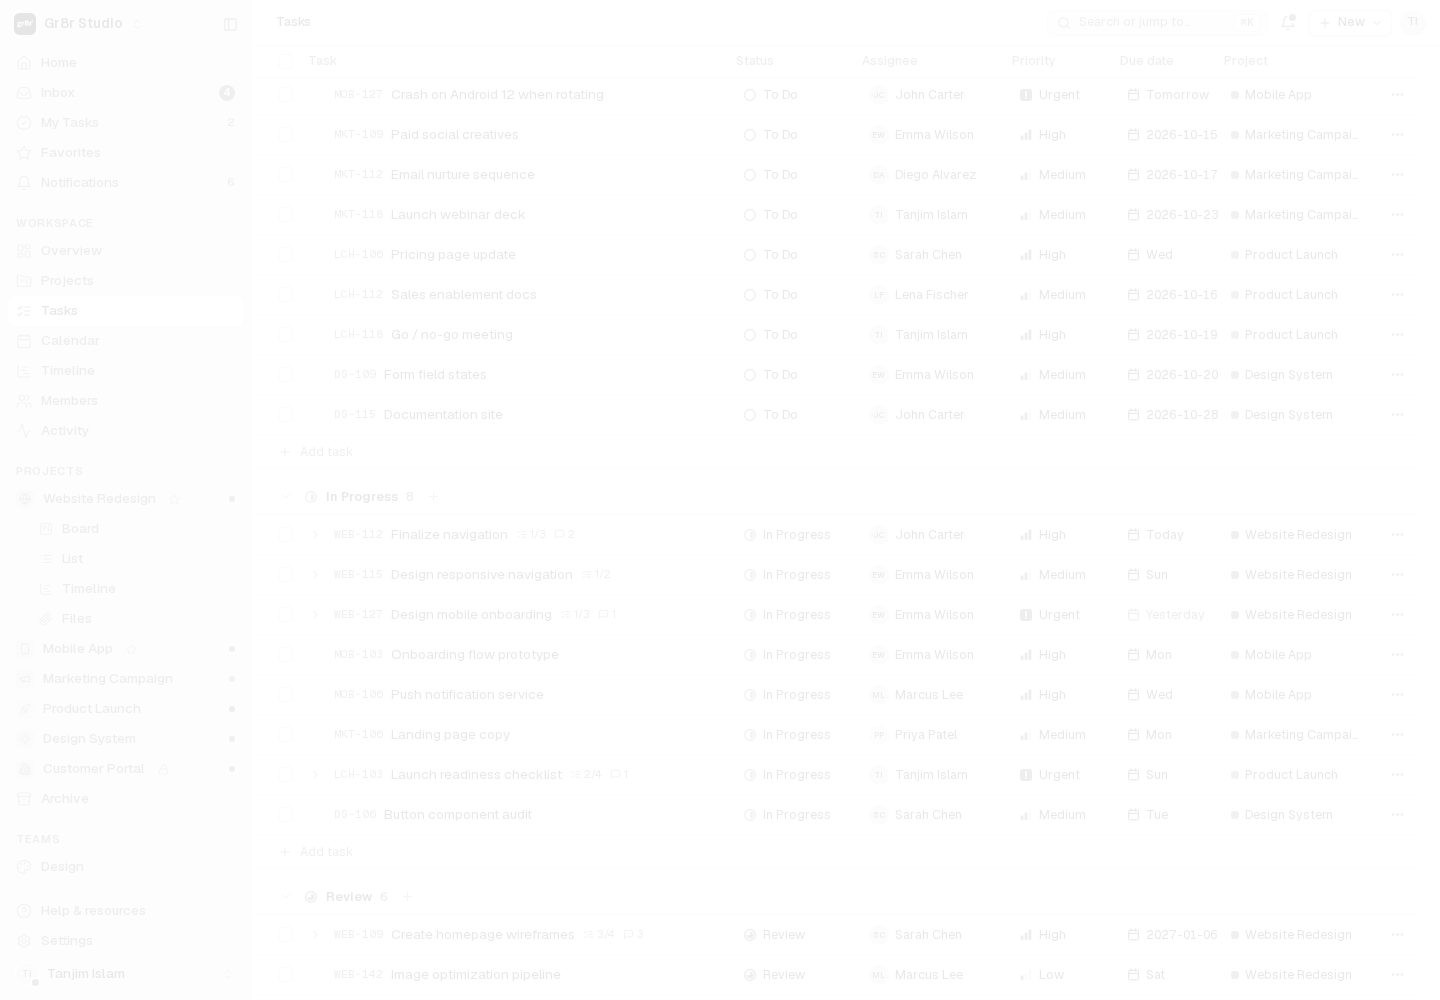 gr8r Gr8r Studio
Home
Inbox 4
My Tasks 2
Favorites
Notifications 6
WORKSPACE
Overview
Projects
Tasks
Calendar
Timeline
Members
Activity
PROJECTS
Website Redesign
Board
List
Timeline
Files
Mobile App
Marketing Campaign
Product Launch
Design System
Customer Portal
Archive
TEAMS
Design
Help & resources
Settings
TI Tanjim Islam
Tasks
Search or jump to... ⌘K
New
TI
Task Status Assignee Priority Due date Project
MOB-127 Crash on Android 12 when rotating To Do JC John Carter Urgent Tomorrow Mobile App
MKT-109 Paid social creatives To Do EW Emma Wilson High 2026-10-15 Marketing Campai...
MKT-112 Email nurture sequence To Do DA Diego Alvarez Medium 2026-10-17 Marketing Campai...
MKT-118 Launch webinar deck To Do TI Tanjim Islam Medium 2026-10-23 Marketing Campai...
LCH-106 Pricing page update To Do SC Sarah Chen High Wed Product Launch
LCH-112 Sales enablement docs To Do LF Lena Fischer Medium 2026-10-16 Product Launch
LCH-118 Go / no-go meeting To Do TI Tanjim Islam High 2026-10-19 Product Launch
DS-109 Form field states To Do EW Emma Wilson High 2026-10-20 Design System
DS-115 Documentation site To Do JC John Carter Medium 2026-10-28 Design System
Add task
In Progress 8
WEB-112 Finalize navigation 1/3 2 In Progress JC John Carter High Today Website Redesign
WEB-115 Design responsive navigation 1/2 In Progress EW Emma Wilson Medium Sun Website Redesign
WEB-127 Design mobile onboarding 1/3 1 In Progress EW Emma Wilson Urgent Yesterday Website Redesign
MOB-103 Onboarding flow prototype In Progress EW Emma Wilson High Mon Mobile App
MOB-106 Push notification service In Progress ML Marcus Lee High Wed Mobile App
MKT-106 Landing page copy In Progress PP Priya Patel Medium Mon Marketing Campai...
LCH-103 Launch readiness checklist 2/4 1 In Progress TI Tanjim Islam Urgent Sun Product Launch
DS-106 Button component audit In Progress SC Sarah Chen Medium Tue Design System
Add task
Review 6
WEB-109 Create homepage wireframes 3/4 3 Review SC Sarah Chen High 2027-01-06 Website Redesign
WEB-142 Image optimization pipeline Review ML Marcus Lee Low Sat Website Redesign